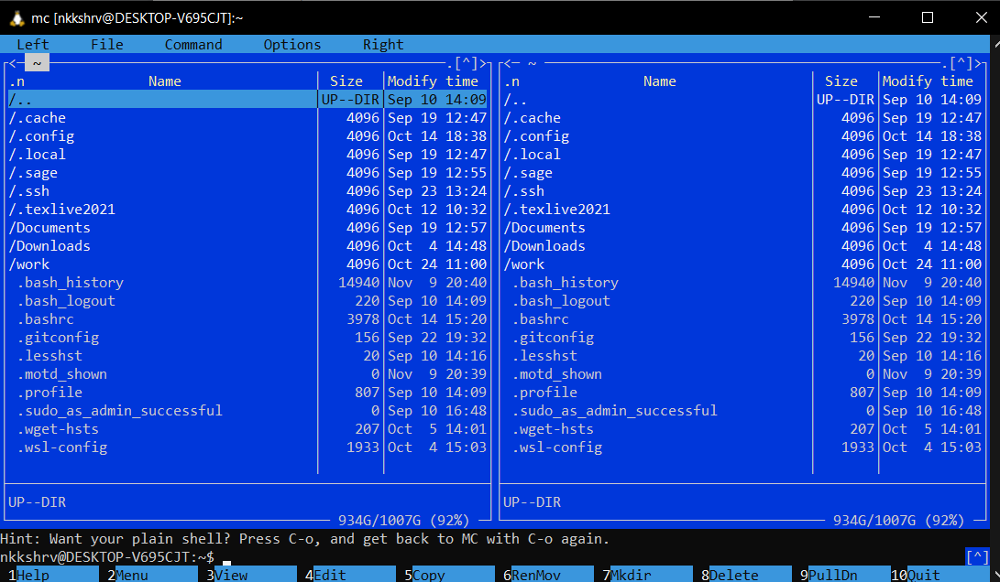 mc [nkkshrv@DESKTOP-V695CJT]:~
Left File Command Options Right
<- ~ .[^]> <- ~ .[^]>
.n Name Size Modify time .n Name Size Modify time
/.. UP--DIR Sep 10 14:09 /.. UP--DIR Sep 10 14:09
/.cache 4096 Sep 19 12:47 /.cache 4096 Sep 19 12:47
/.config 4096 Oct 14 18:38 /.config 4096 Oct 14 18:38
/.local 4096 Sep 19 12:47 /.local 4096 Sep 19 12:47
/.sage 4096 Sep 19 12:55 /.sage 4096 Sep 19 12:55
/.ssh 4096 Sep 23 13:24 /.ssh 4096 Sep 23 13:24
/.texlive2021 4096 Oct 12 10:32 /.texlive2021 4096 Oct 12 10:32
/Documents 4096 Sep 19 12:57 /Documents 4096 Sep 19 12:57
/Downloads 4096 Oct 4 14:48 /Downloads 4096 Oct 4 14:48
/work 4096 Oct 24 11:00 /work 4096 Oct 24 11:00
.bash_history 14940 Nov 9 20:40 .bash_history 14940 Nov 9 20:40
.bash_logout 220 Sep 10 14:09 .bash_logout 220 Sep 10 14:09
.bashrc 3978 Oct 14 15:20 .bashrc 3978 Oct 14 15:20
.gitconfig 156 Sep 22 19:32 .gitconfig 156 Sep 22 19:32
.lesshst 20 Sep 10 14:16 .lesshst 20 Sep 10 14:16
.motd_shown 0 Nov 9 20:39 .motd_shown 0 Nov 9 20:39
.profile 807 Sep 10 14:09 .profile 807 Sep 10 14:09
.sudo_as_admin_successful 0 Sep 10 16:48 .sudo_as_admin_successful 0 Sep 10 16:48
.wget-hsts 207 Oct 5 14:01 .wget-hsts 207 Oct 5 14:01
.wsl-config 1933 Oct 4 15:03 .wsl-config 1933 Oct 4 15:03
UP--DIR UP--DIR
934G/1007G (92%) 934G/1007G (92%)
Hint: Want your plain shell? Press C-o, and get back to MC with C-o again.
nkkshrv@DESKTOP-V695CJT:~$ [^]
1Help 2Menu 3View 4Edit 5Copy 6RenMov 7Mkdir 8Delete 9PullDn 10Quit